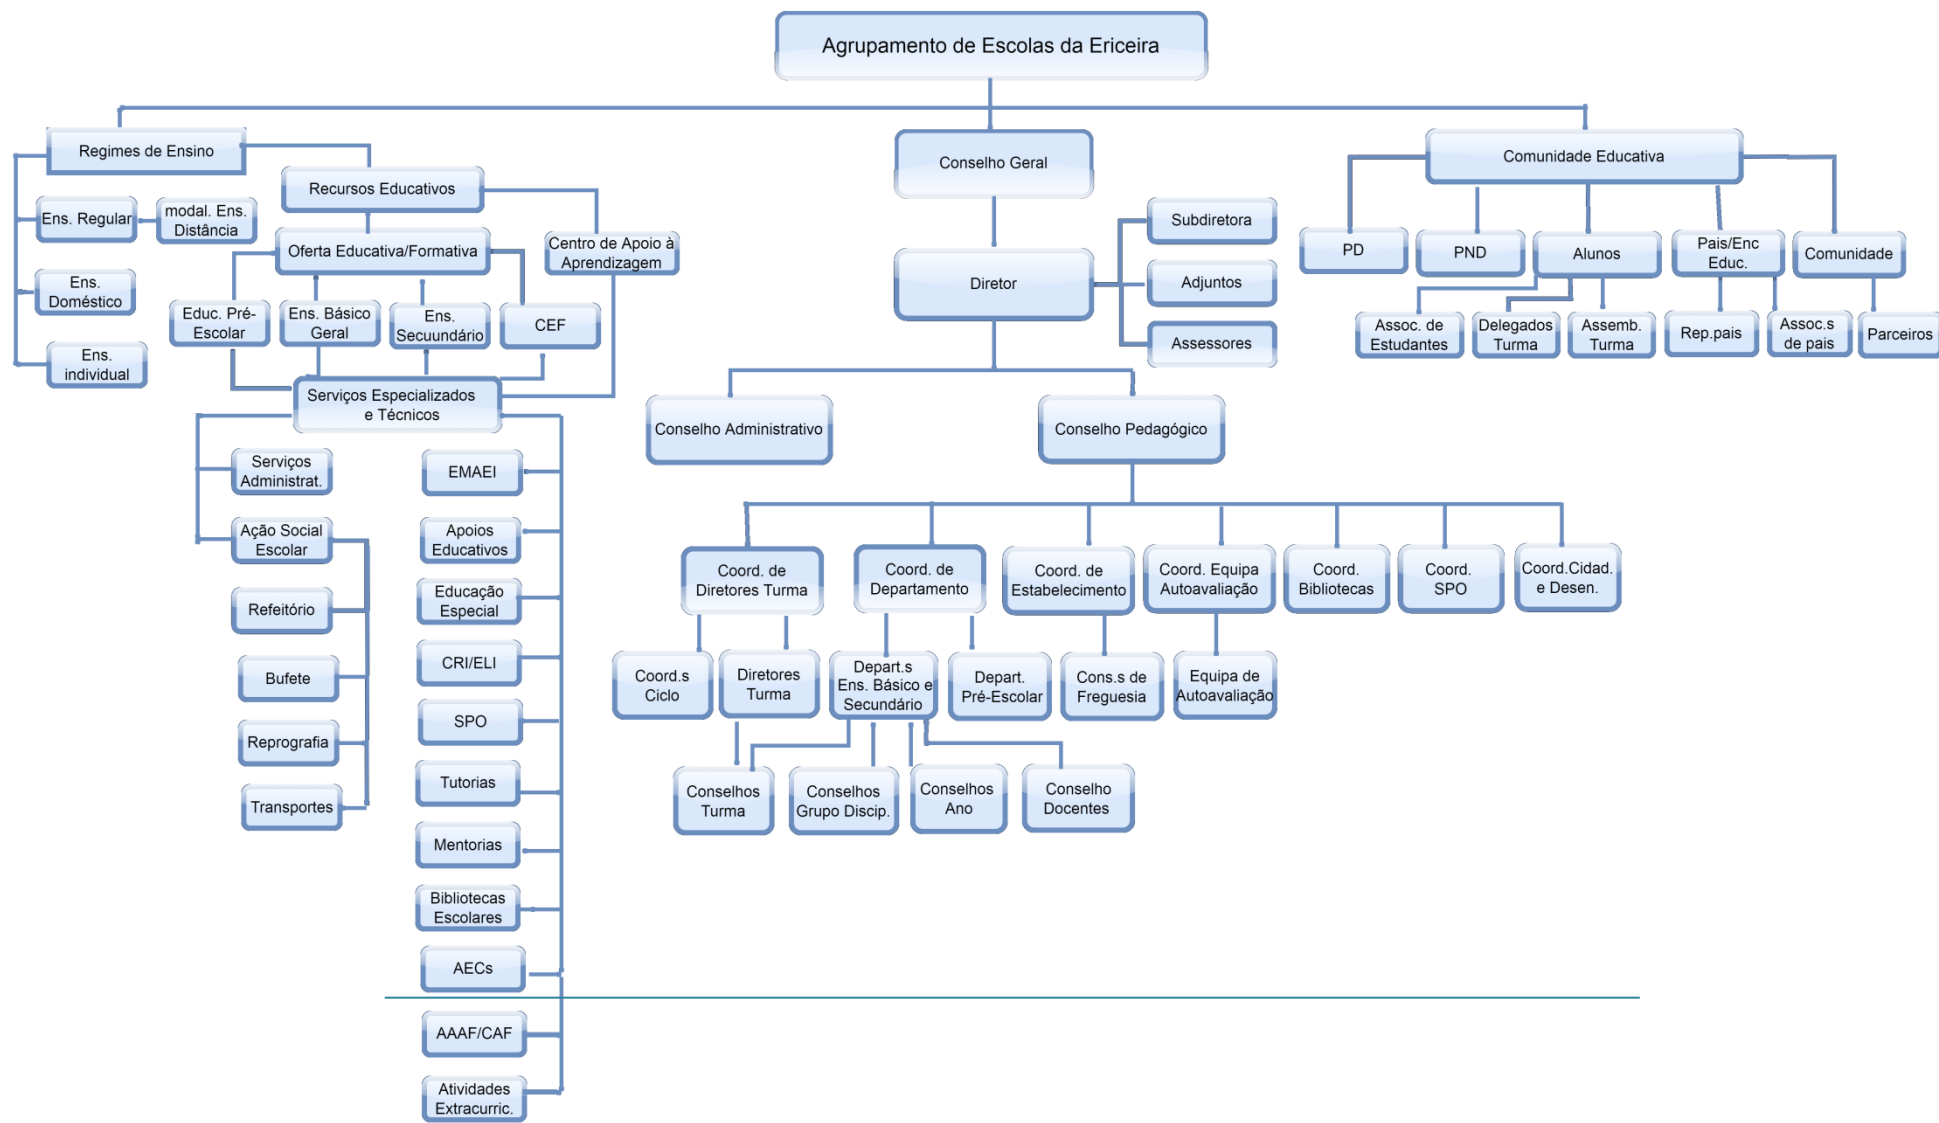 Agrupamento de Escolas da Ericeira
Regimes de Ensino
Recursos Educativos
Ens. Regular
modal. Ens.
Distância
Ens.
Doméstico
Ens.
individual
Oferta Educativa/Formativa
Centro de Apoio à
Aprendizagem
Educ. Pré-
Escolar
Ens. Básico
Geral
Ens.
Secuundário
CEF
Serviços Especializados
e Técnicos
Serviços
Administrat.
Ação Social
Escolar
Refeitório
Bufete
Reprografia
Transportes
EMAEI
Apoios
Educativos
Educação
Especial
CRI/ELI
SPO
Tutorias
Mentorias
Bibliotecas
Escolares
AECs
AAAF/CAF
Atividades
Extracurric.
Conselho Geral
Diretor
Subdiretora
Adjuntos
Assessores
Conselho Administrativo
Conselho Pedagógico
Coord. de
Diretores Turma
Coord. de
Departamento
Coord. de
Estabelecimento
Coord. Equipa
Autoavaliação
Coord.
Bibliotecas
Coord.
SPO
Coord.Cidad.
e Desen.
Coord.s
Ciclo
Diretores
Turma
Depart.s
Ens. Básico e
Secundário
Depart.
Pré-Escolar
Cons.s de
Freguesia
Equipa de
Autoavaliação
Conselhos
Turma
Conselhos
Grupo Discip.
Conselhos
Ano
Conselho
Docentes
Comunidade Educativa
PD
PND
Alunos
Pais/Enc
Educ.
Comunidade
Assoc. de
Estudantes
Delegados
Turma
Assemb.
Turma
Rep.pais
Assoc.s
de pais
Parceiros